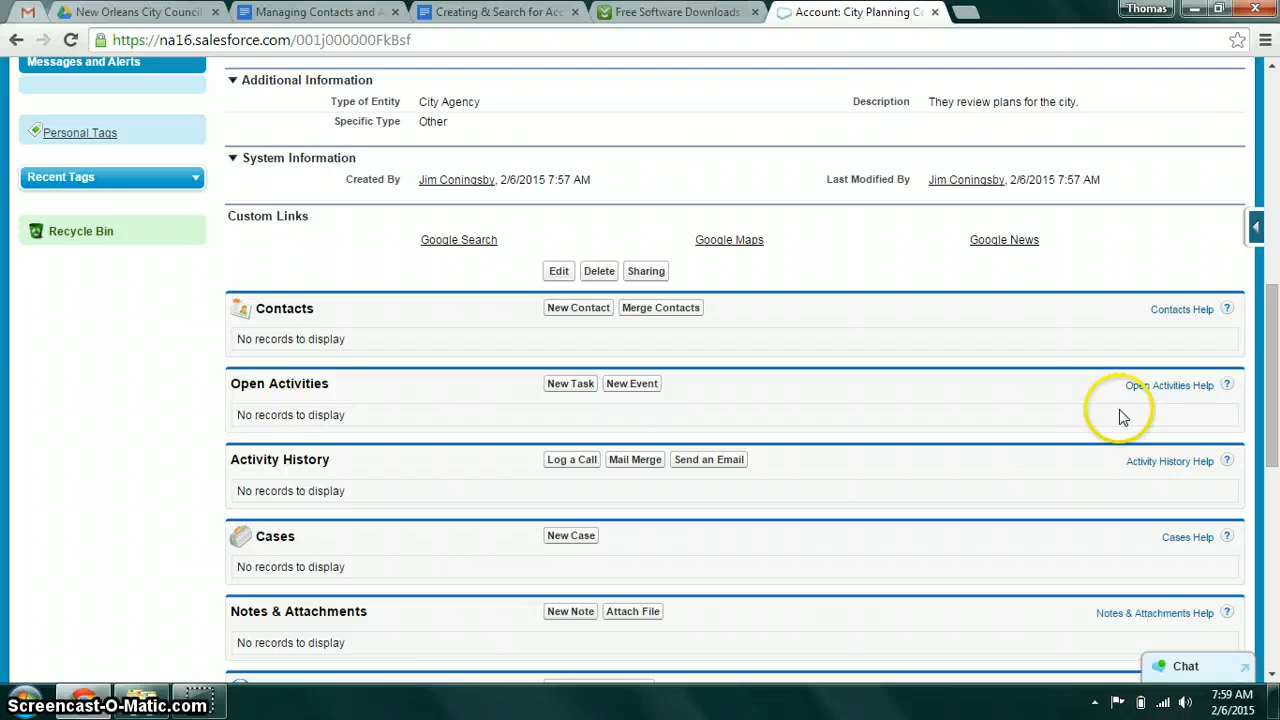 New Orleans City Council
Managing Contacts and A
Creating & Search for Acc
Free Software Downloads
Account: City Planning Co
Thomas
https://na16.salesforce.com/001j000000FkBsf
Messages and Alerts
Personal Tags
Recent Tags
Recycle Bin
Additional Information
Type of Entity City Agency Description They review plans for the city.
Specific Type Other
System Information
Created By Jim Coningsby, 2/6/2015 7:57 AM Last Modified By Jim Coningsby, 2/6/2015 7:57 AM
Custom Links
Google Search Google Maps Google News
Edit Delete Sharing
Contacts New Contact Merge Contacts Contacts Help ?
No records to display
Open Activities New Task New Event Open Activities Help ?
No records to display
Activity History Log a Call Mail Merge Send an Email Activity History Help ?
No records to display
Cases New Case Cases Help ?
No records to display
Notes & Attachments New Note Attach File Notes & Attachments Help ?
No records to display
Chat
Screencast-O-Matic.com
7:59 AM
2/6/2015